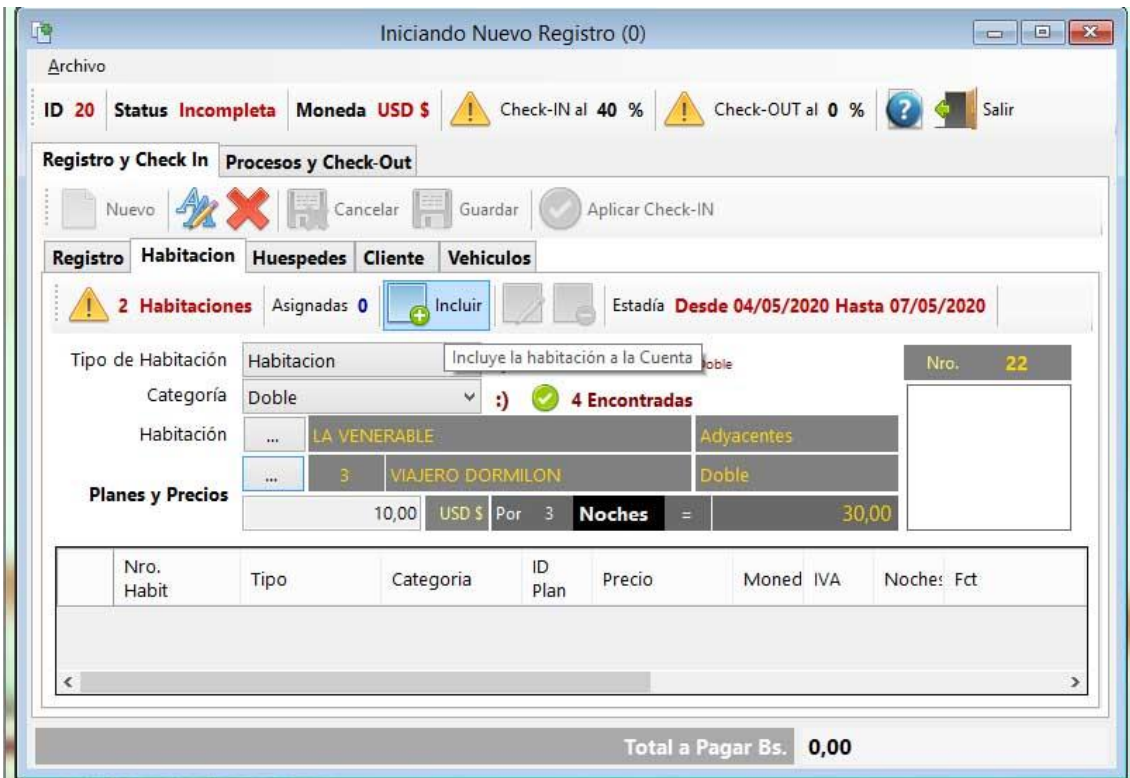 Iniciando Nuevo Registro (0)
Archivo
ID 20 Status Incompleta Moneda USD $ Check-IN al 40 % Check-OUT al 0 % Salir
Registro y Check In Procesos y Check-Out
Nuevo Cancelar Guardar Aplicar Check-IN
Registro Habitacion Huespedes Cliente Vehiculos
2 Habitaciones Asignadas 0 Incluir Estadía Desde 04/05/2020 Hasta 07/05/2020
Tipo de Habitación Habitacion Incluye la habitación a la Cuenta Doble Nro. 22
Categoría Doble :) 4 Encontradas
Habitación ... LA VENERABLE Adyacentes
... 3 VIAJERO DORMILON Doble
Planes y Precios
10,00 USD $ Por 3 Noches = 30,00
Nro. Habit Tipo Categoria ID Plan Precio Moned IVA Noches Fct
Total a Pagar Bs. 0,00